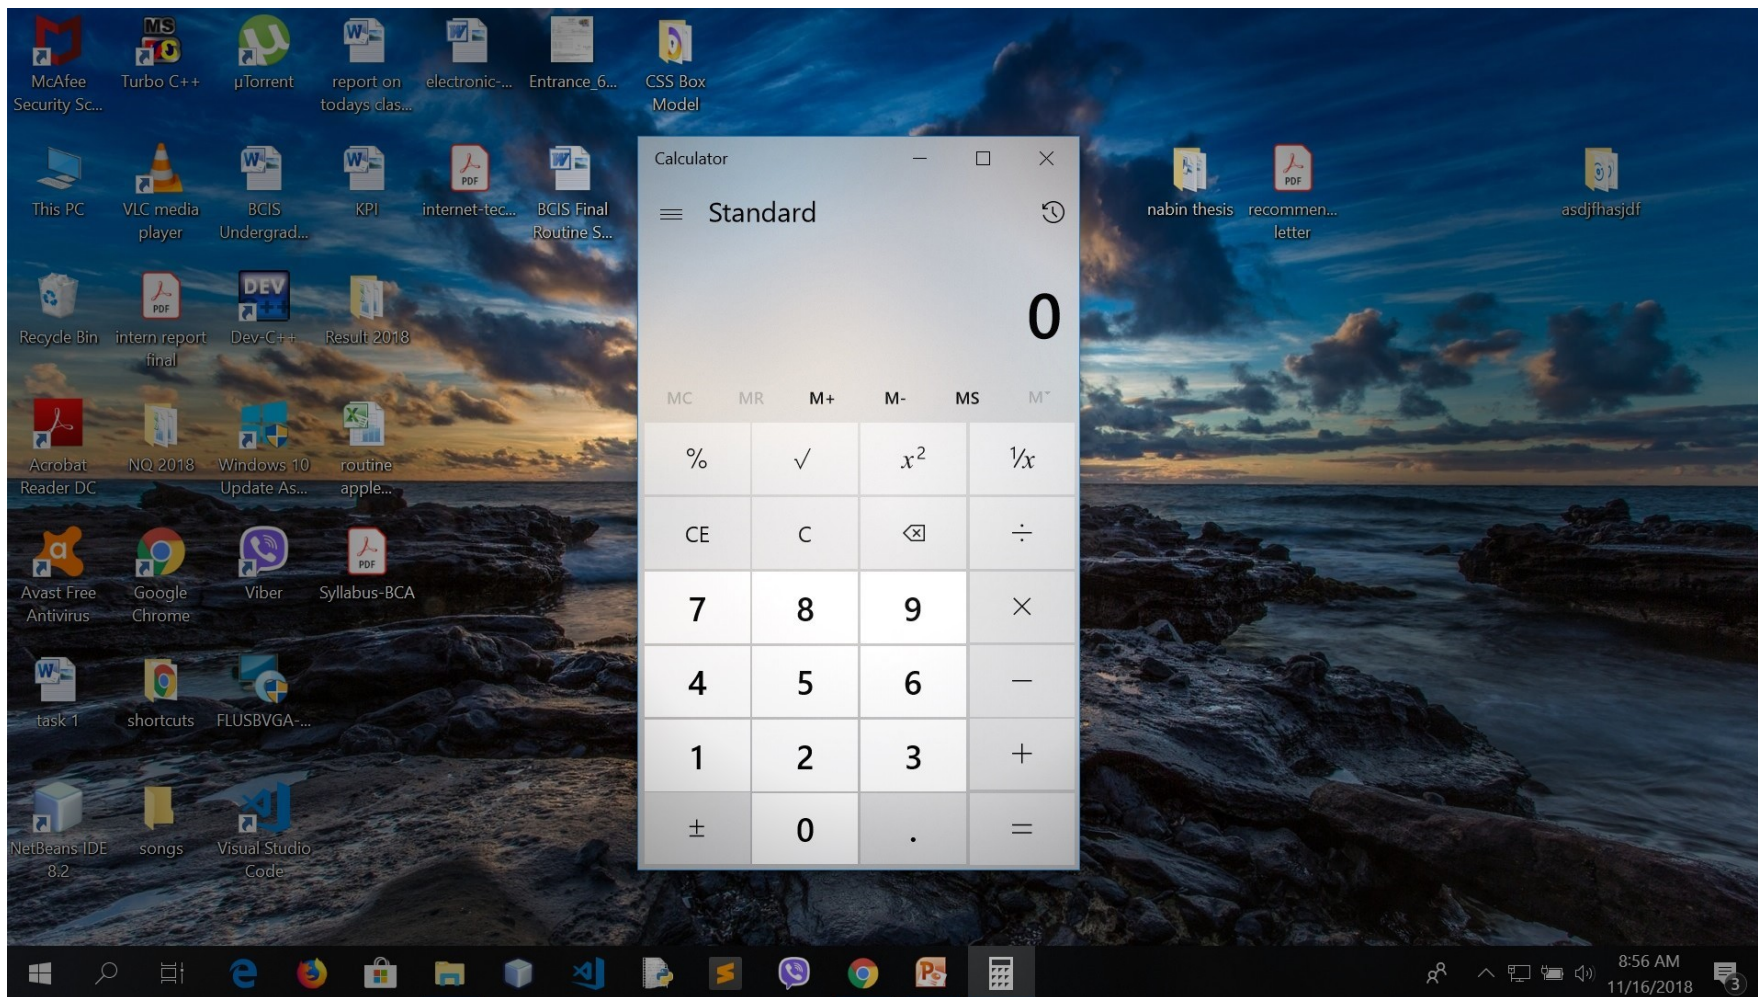 McAfee
Security Sc...
Turbo C++
µTorrent
report on
todays clas...
electronic-...
Entrance_6...
CSS Box
Model
This PC
VLC media
player
BCIS
Undergrad...
KPI
internet-tec...
BCIS Final
Routine S...
nabin thesis
recommen...
letter
asdjfhasjdf
Recycle Bin
intern report
final
Dev-C++
Result 2018
Acrobat
Reader DC
NQ 2018
Windows 10
Update As...
routine
apple...
Avast Free
Antivirus
Google
Chrome
Viber
Syllabus-BCA
task 1
shortcuts
FLUSBVGA-...
NetBeans IDE
8.2
songs
Visual Studio
Code
Calculator
Standard
0
MC MR M+ M- MS M˅
% √ x² ¹/x
CE C ÷
7 8 9 ×
4 5 6 −
1 2 3 +
± 0 . =
8:56 AM
11/16/2018
3